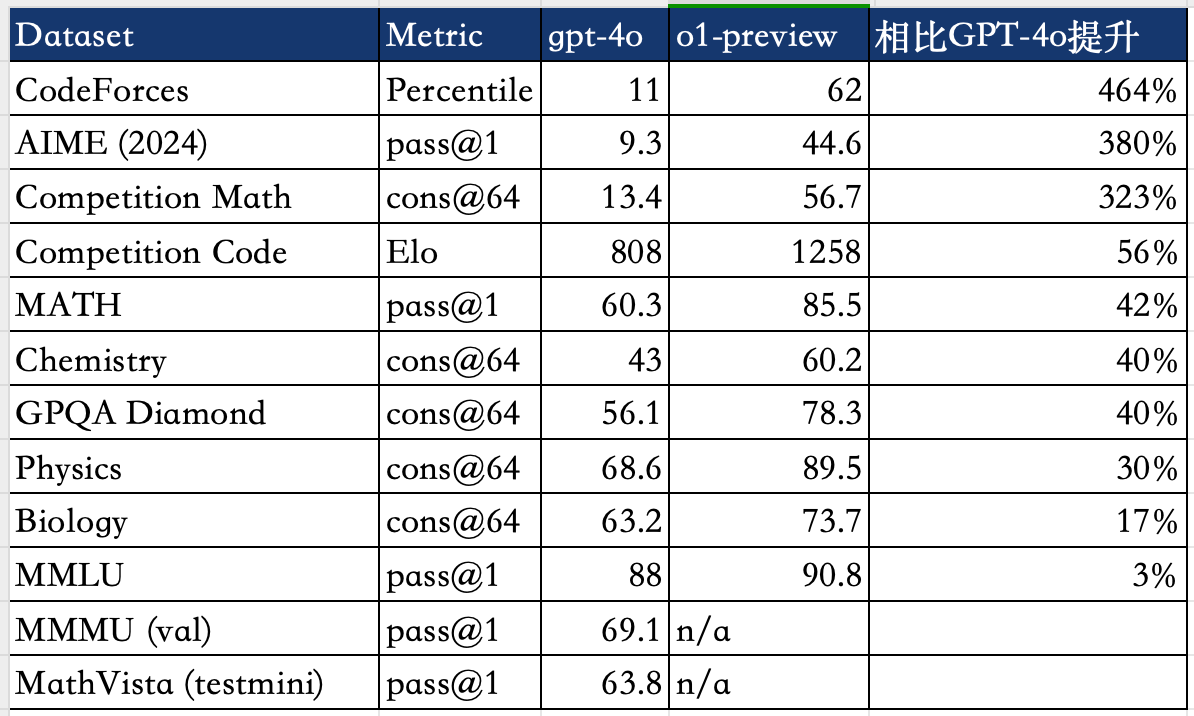 Dataset Metric gpt-4o o1-preview 相比GPT-4o提升
CodeForces Percentile 11 62 464%
AIME (2024) pass@1 9.3 44.6 380%
Competition Math cons@64 13.4 56.7 323%
Competition Code Elo 808 1258 56%
MATH pass@1 60.3 85.5 42%
Chemistry cons@64 43 60.2 40%
GPQA Diamond cons@64 56.1 78.3 40%
Physics cons@64 68.6 89.5 30%
Biology cons@64 63.2 73.7 17%
MMLU pass@1 88 90.8 3%
MMMU (val) pass@1 69.1 n/a
MathVista (testmini) pass@1 63.8 n/a